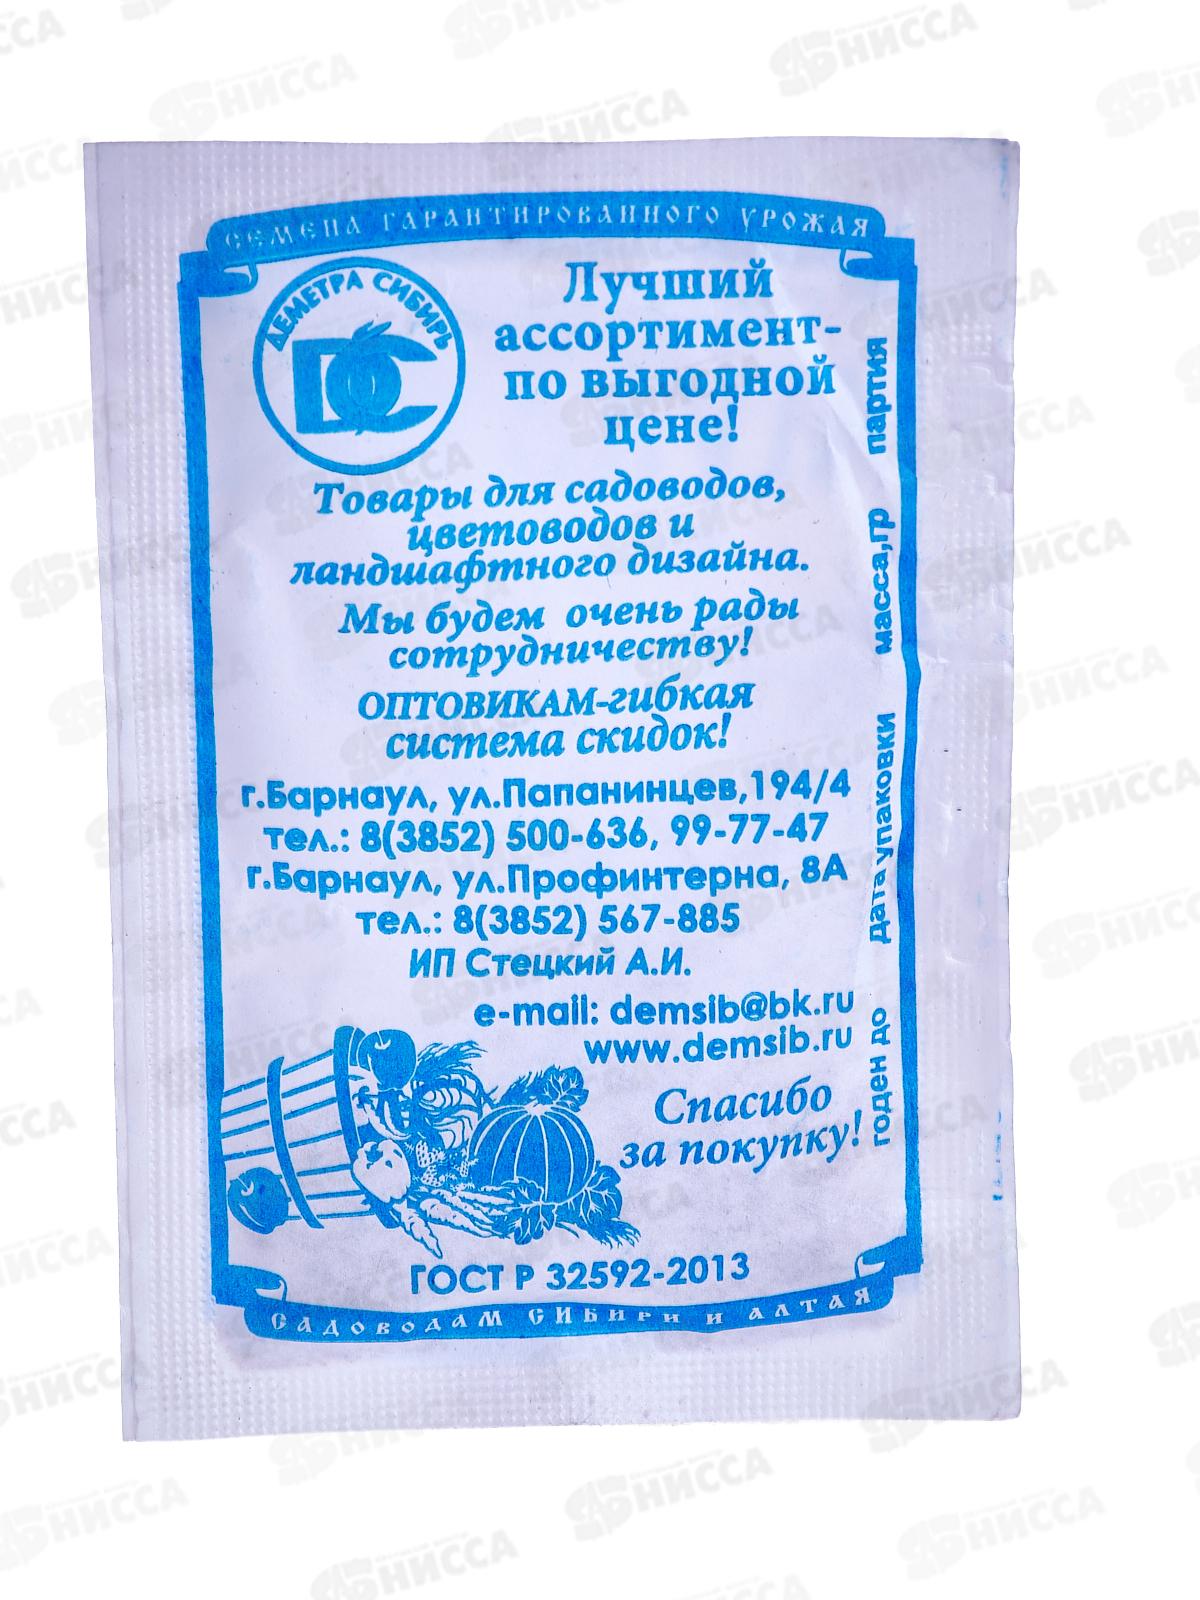 СЕМЕНА ГАРАНТИРОВАННОГО УРОЖАЯ
ДЕМЕТРА СИБИРЬ
ДС
Лучший
ассортимент-
по выгодной
цене!
Товары для садоводов,
цветоводов и
ландшафтного дизайна.
Мы будем очень рады
сотрудничеству!
ОПТОВИКАМ-гибкая
система скидок!
г.Барнаул, ул.Папанинцев,194/4
тел.: 8(3852) 500-636, 99-77-47
г.Барнаул, ул.Профинтерна, 8А
тел.: 8(3852) 567-885
ИП Стецкий А.И.
e-mail: demsib@bk.ru
www.demsib.ru
Спасибо
за покупку!
годен до дата упаковки масса,гр партия
ГОСТ Р 32592-2013
САДОВОДАМ СИБИРИ И АЛТАЯ